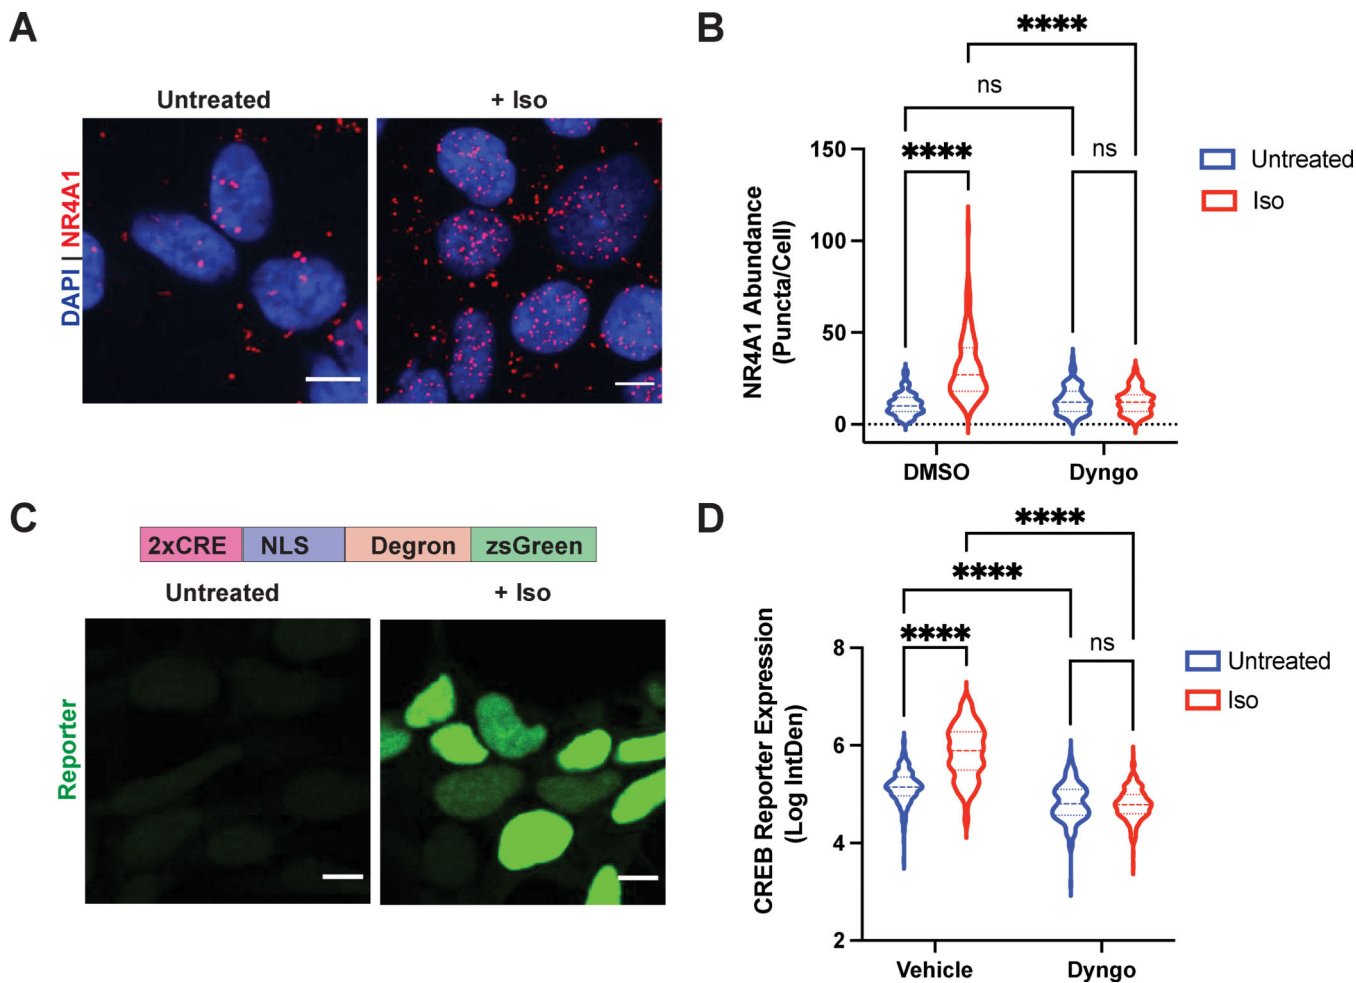 A
Untreated
+ Iso
DAPI | NR4A1
B
****
ns
****
ns
NR4A1 Abundance
(Puncta/Cell)
150
100
50
0
DMSO
Dyngo
Untreated
Iso
C
2xCRE
NLS
Degron
zsGreen
Untreated
+ Iso
Reporter
D
****
****
****
ns
CREB Reporter Expression
(Log IntDen)
8
6
4
2
Vehicle
Dyngo
Untreated
Iso